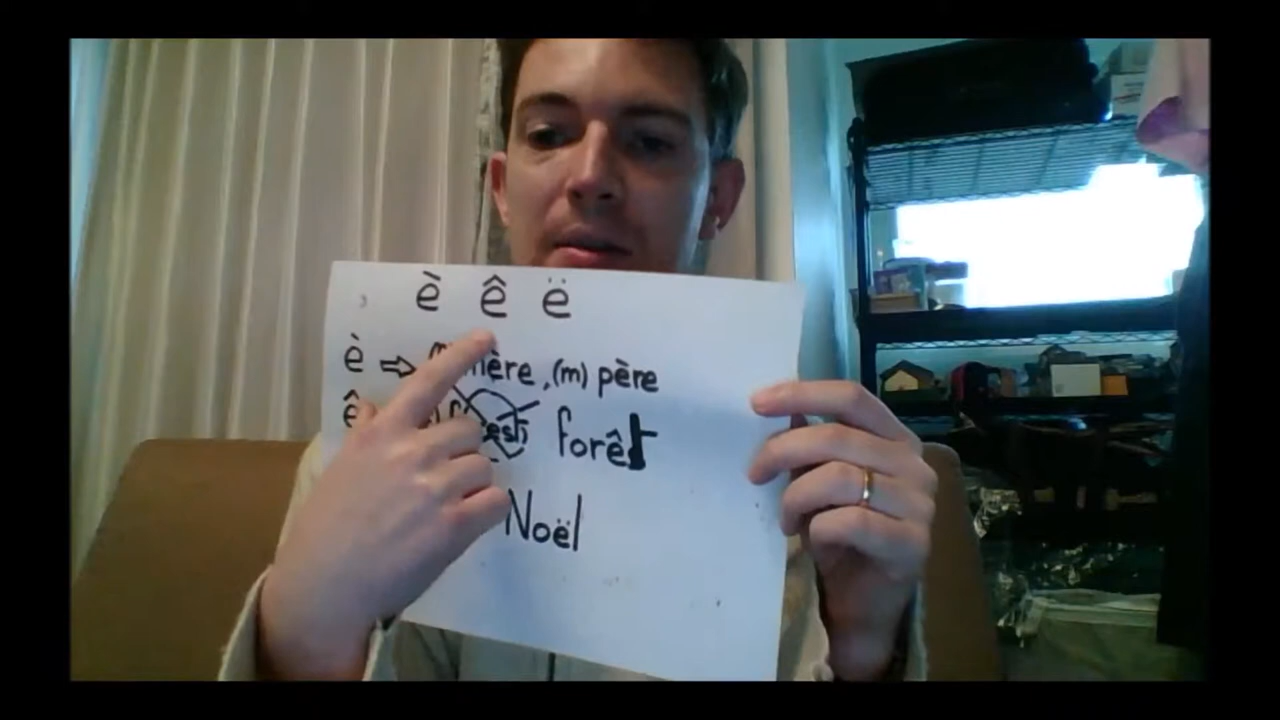 è ê ë
è ⇒ mère, (m) père
ê forêt
Noël